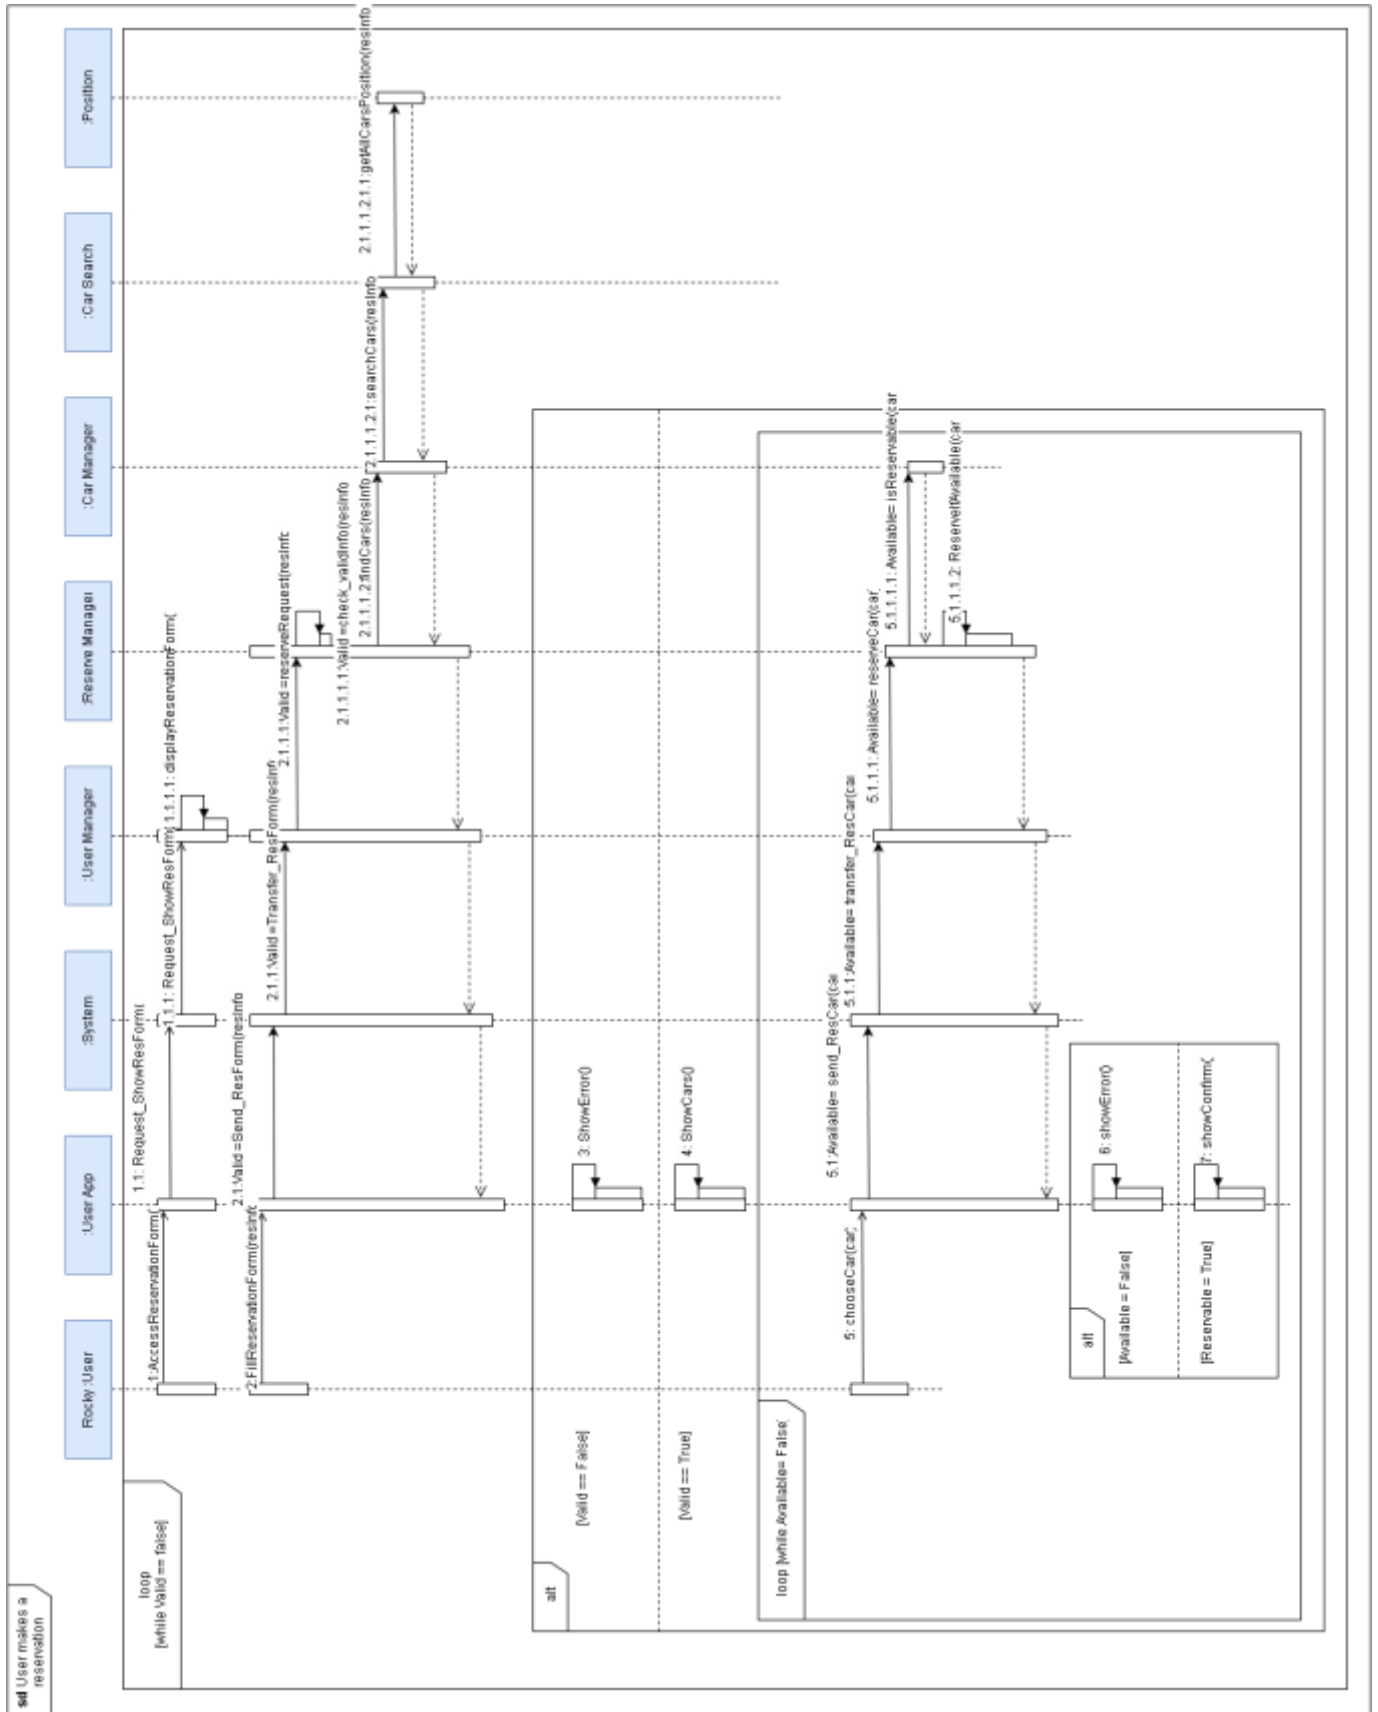 sd User makes a
reservation
Rocky :User
:User App
:System
:User Manager
:Reserve Manager
:Car Manager
:Car Search
:Position
loop
[while Valid == false]
1:AccessReservationForm(
1.1: Request_ShowResForm(
1.1.1: Request_ShowResForm(
1.1.1.1: displayReservationForm(
2:FillReservationForm(resInfo
2.1:Valid =Send_ResForm(resInfo
2.1.1:Valid =Transfer_ResForm(resInfo
2.1.1.1:Valid =reserveRequest(resInfo
2.1.1.1.1:Valid =check_validInfo(resInfo
2.1.1.1.2:findCars(resInfo
2.1.1.1.2.1:searchCars(resInfo
2.1.1.1.2.1.1:getAllCarsPosition(resInfo
alt
[Valid == False]
3: ShowError()
[Valid == True]
4: ShowCars()
loop [while Available= False]
5: chooseCar(car)
5.1:Available= send_ResCar(car
5.1.1:Available= transfer_ResCar(car
5.1.1.1: Available= reserveCar(car)
5.1.1.1.1: Available= isReservable(car
5.1.1.1.2: ReserveIfAvailable(car
alt
[Available = False]
6: showError()
[Reservable = True]
7: showConfirm(